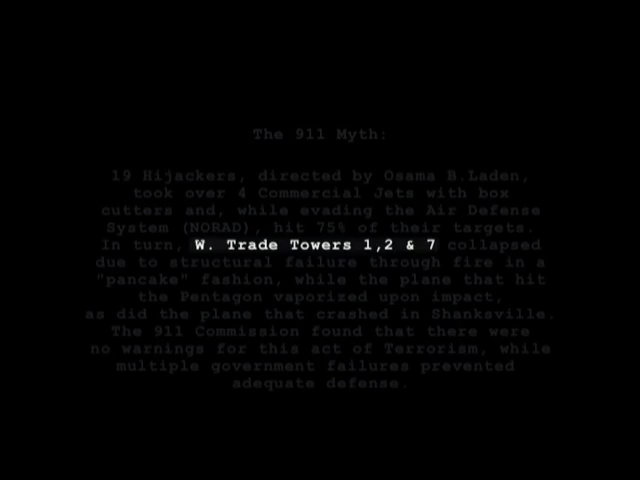 The 911 Myth:
19 Hijackers, directed by Osama B.Laden,
took over 4 Commercial Jets with box
cutters and, while evading the Air Defense
System (NORAD), hit 75% of their targets.
In turn, W. Trade Towers 1,2 & 7 collapsed
due to structural failure through fire in a
"pancake" fashion, while the plane that hit
the Pentagon vaporized upon impact,
as did the plane that crashed in Shanksville.
The 911 Commission found that there were
no warnings for this act of Terrorism, while
multiple government failures prevented
adequate defense.